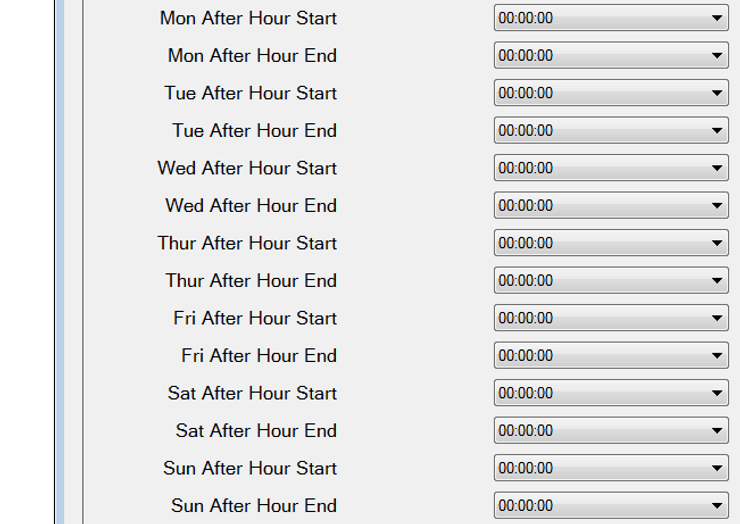 Mon After Hour Start 00:00:00
Mon After Hour End 00:00:00
Tue After Hour Start 00:00:00
Tue After Hour End 00:00:00
Wed After Hour Start 00:00:00
Wed After Hour End 00:00:00
Thur After Hour Start 00:00:00
Thur After Hour End 00:00:00
Fri After Hour Start 00:00:00
Fri After Hour End 00:00:00
Sat After Hour Start 00:00:00
Sat After Hour End 00:00:00
Sun After Hour Start 00:00:00
Sun After Hour End 00:00:00